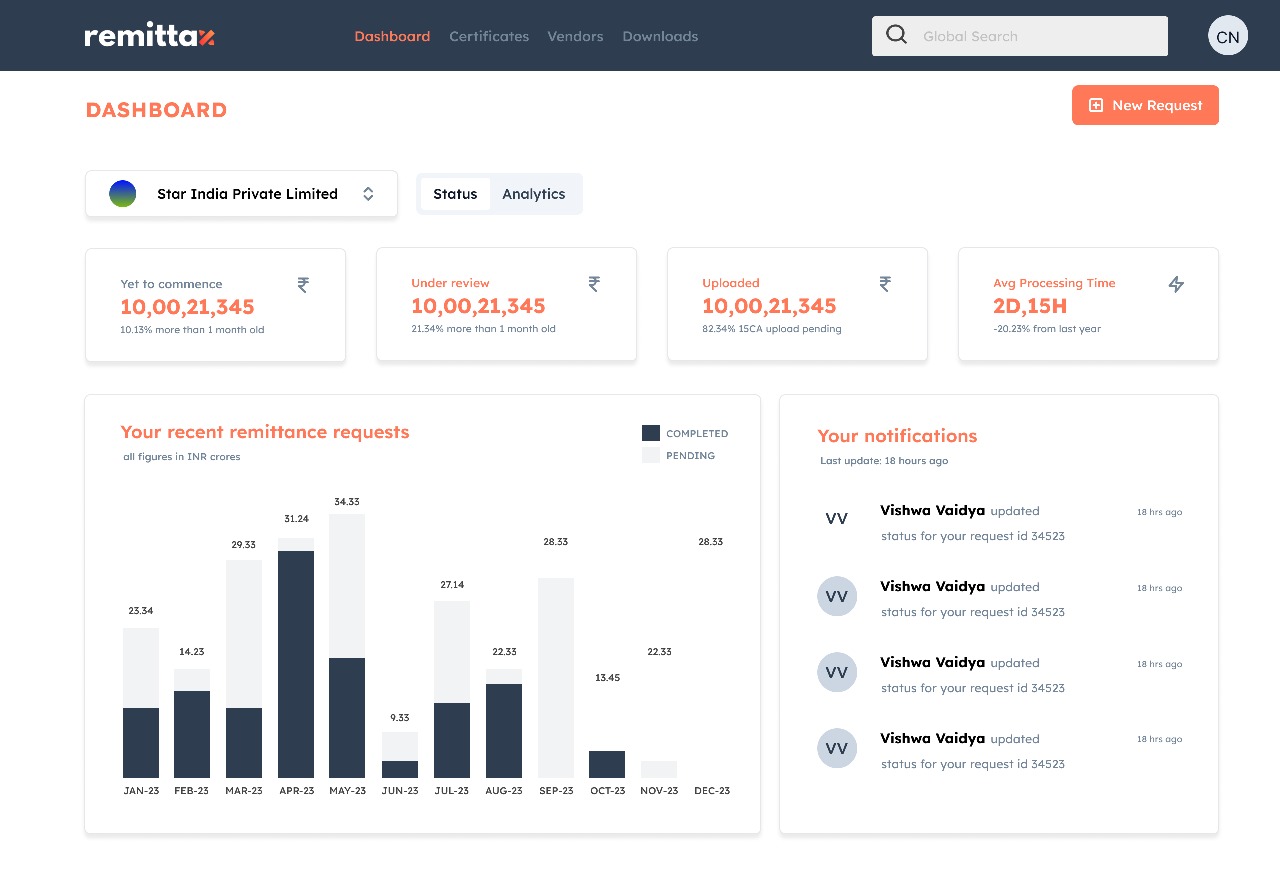 remittax
Dashboard Certificates Vendors Downloads
Global Search
CN
DASHBOARD
New Request
Star India Private Limited
Status Analytics
Yet to commence
₹
10,00,21,345
10.13% more than 1 month old
Under review
₹
10,00,21,345
21.34% more than 1 month old
Uploaded
₹
10,00,21,345
82.34% 15CA upload pending
Avg Processing Time
2D,15H
-20.23% from last year
Your recent remittance requests
all figures in INR crores
COMPLETED
PENDING
23.34
14.23
29.33
31.24
34.33
9.33
27.14
22.33
28.33
13.45
22.33
28.33
JAN-23 FEB-23 MAR-23 APR-23 MAY-23 JUN-23 JUL-23 AUG-23 SEP-23 OCT-23 NOV-23 DEC-23
Your notifications
Last update: 18 hours ago
VV
Vishwa Vaidya updated
18 hrs ago
status for your request id 34523
VV
Vishwa Vaidya updated
18 hrs ago
status for your request id 34523
VV
Vishwa Vaidya updated
18 hrs ago
status for your request id 34523
VV
Vishwa Vaidya updated
18 hrs ago
status for your request id 34523